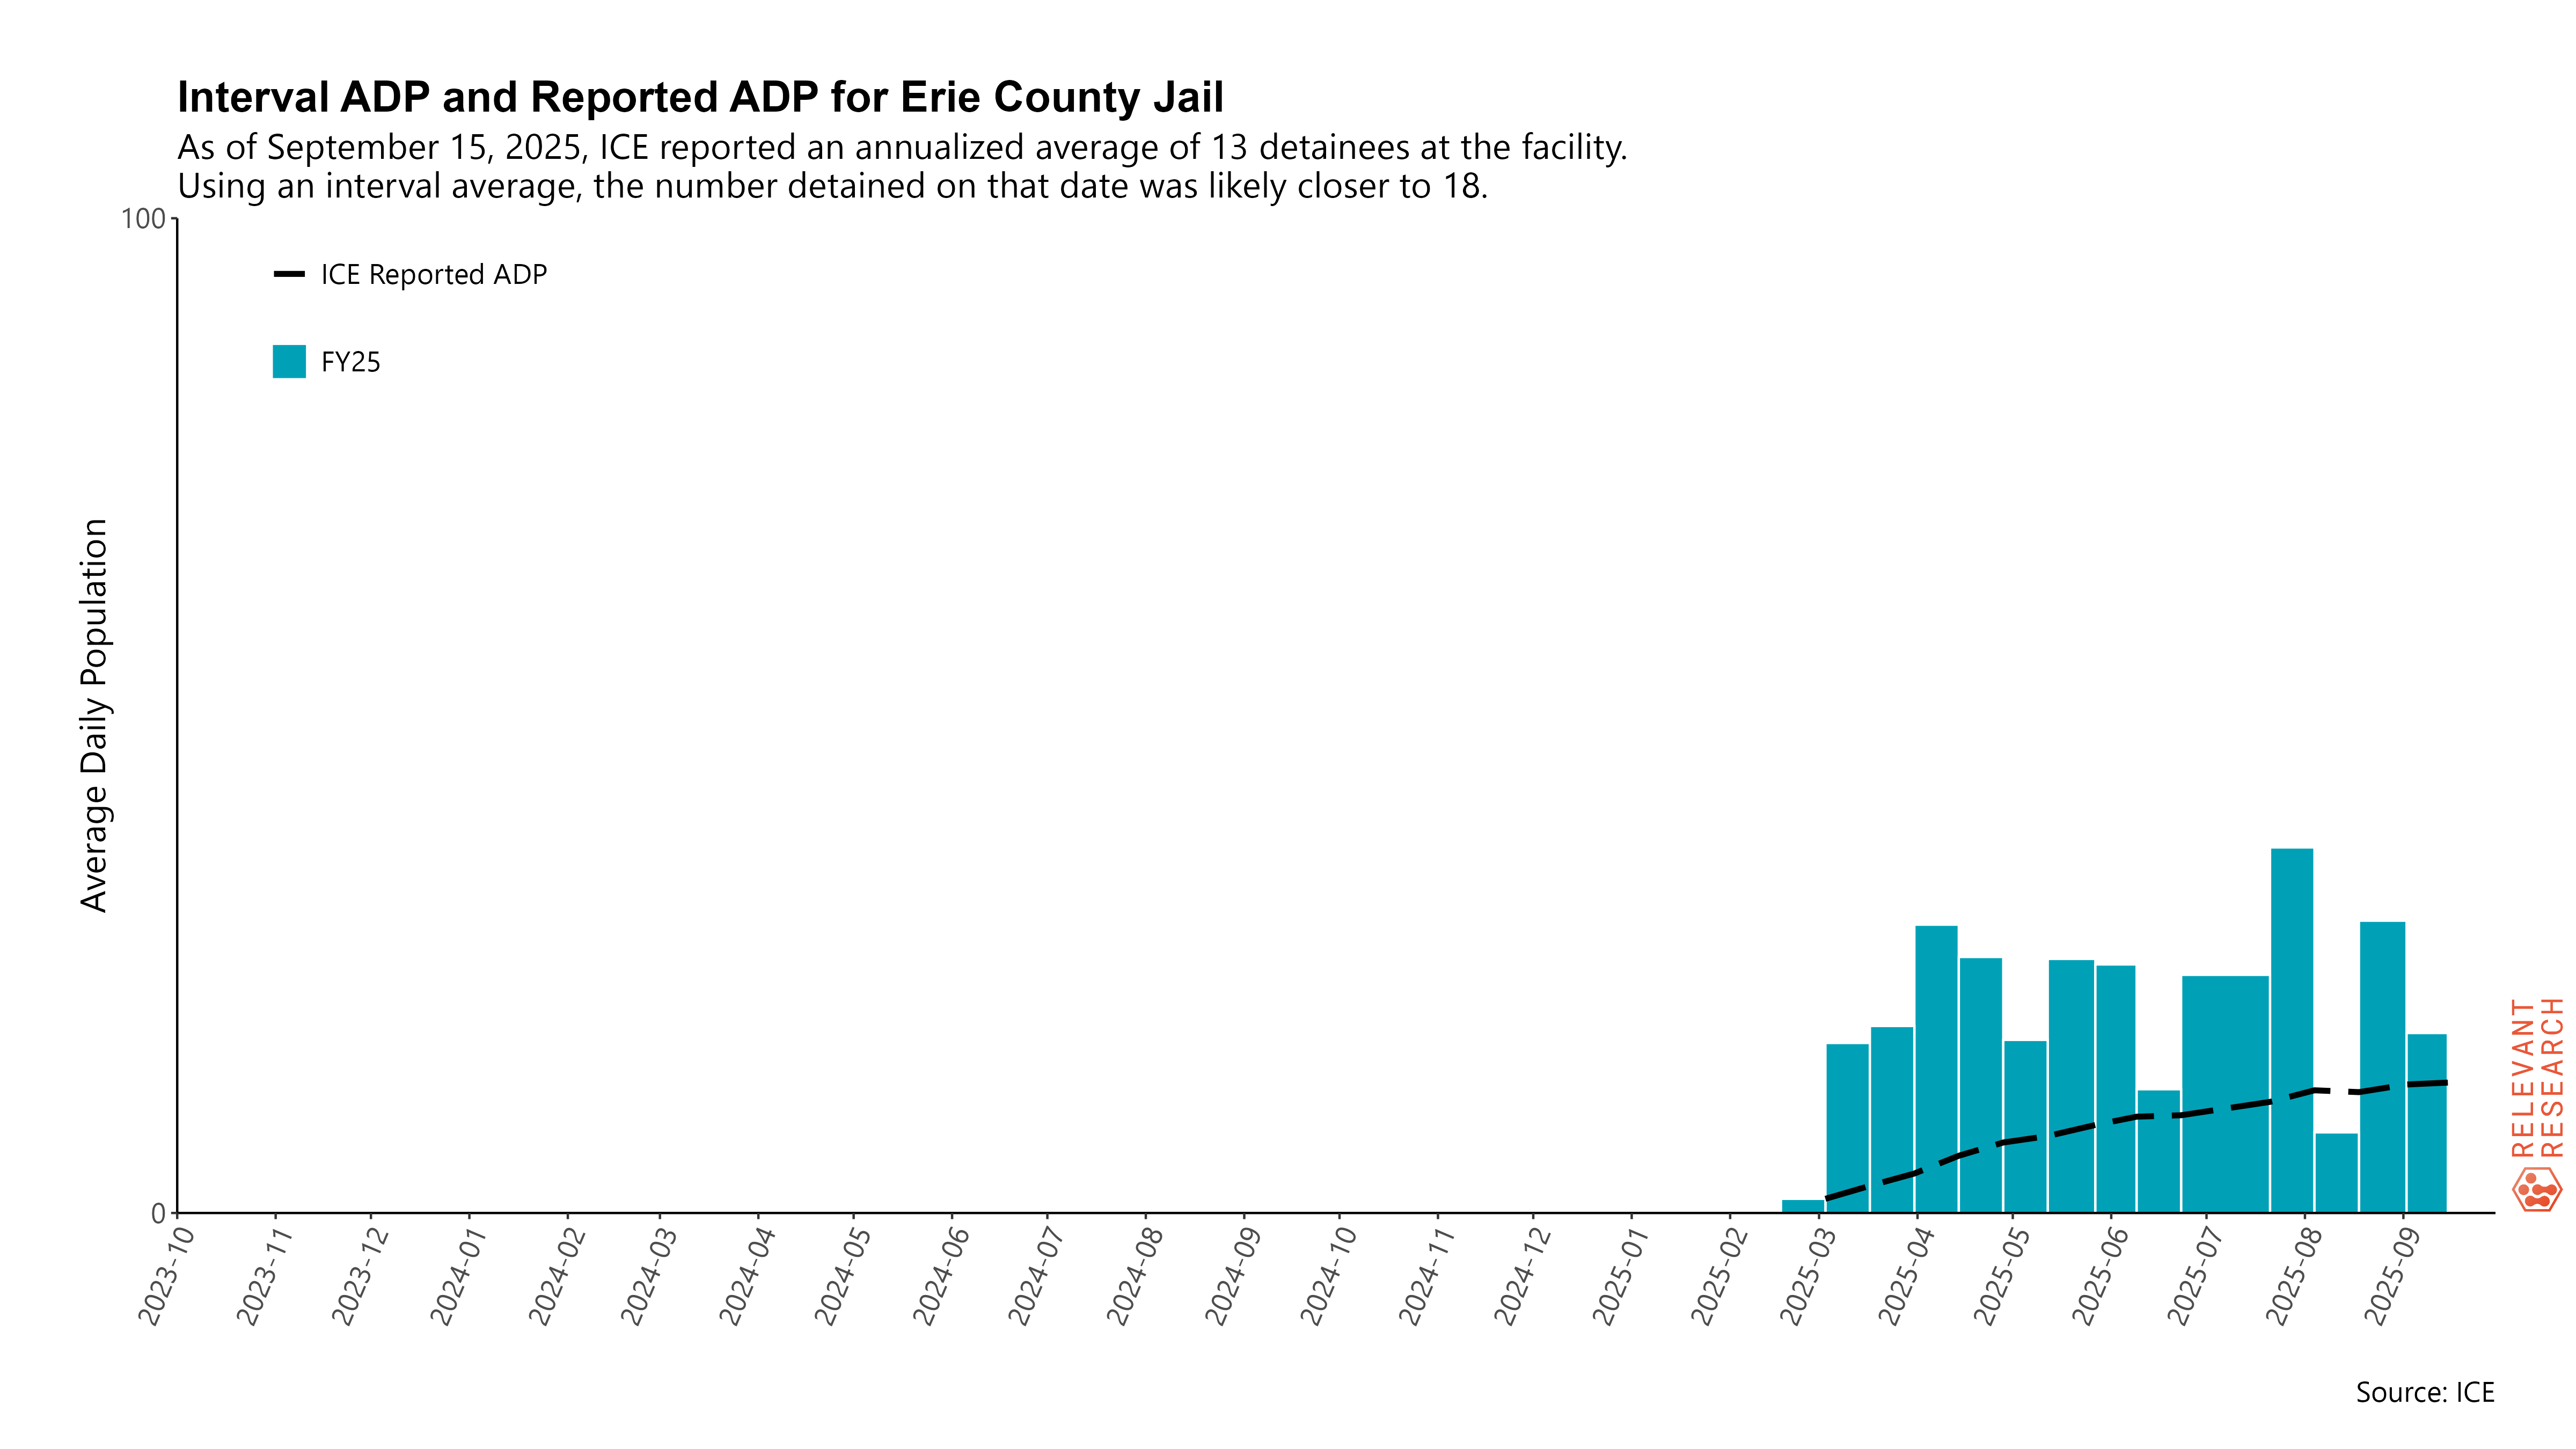 Interval ADP and Reported ADP for Erie County Jail
As of September 15, 2025, ICE reported an annualized average of 13 detainees at the facility.
Using an interval average, the number detained on that date was likely closer to 18.
100
ICE Reported ADP
FY25
Average Daily Population
0
2023-10
2023-11
2023-12
2024-01
2024-02
2024-03
2024-04
2024-05
2024-06
2024-07
2024-08
2024-09
2024-10
2024-11
2024-12
2025-01
2025-02
2025-03
2025-04
2025-05
2025-06
2025-07
2025-08
2025-09
RELEVANT
RESEARCH
Source: ICE